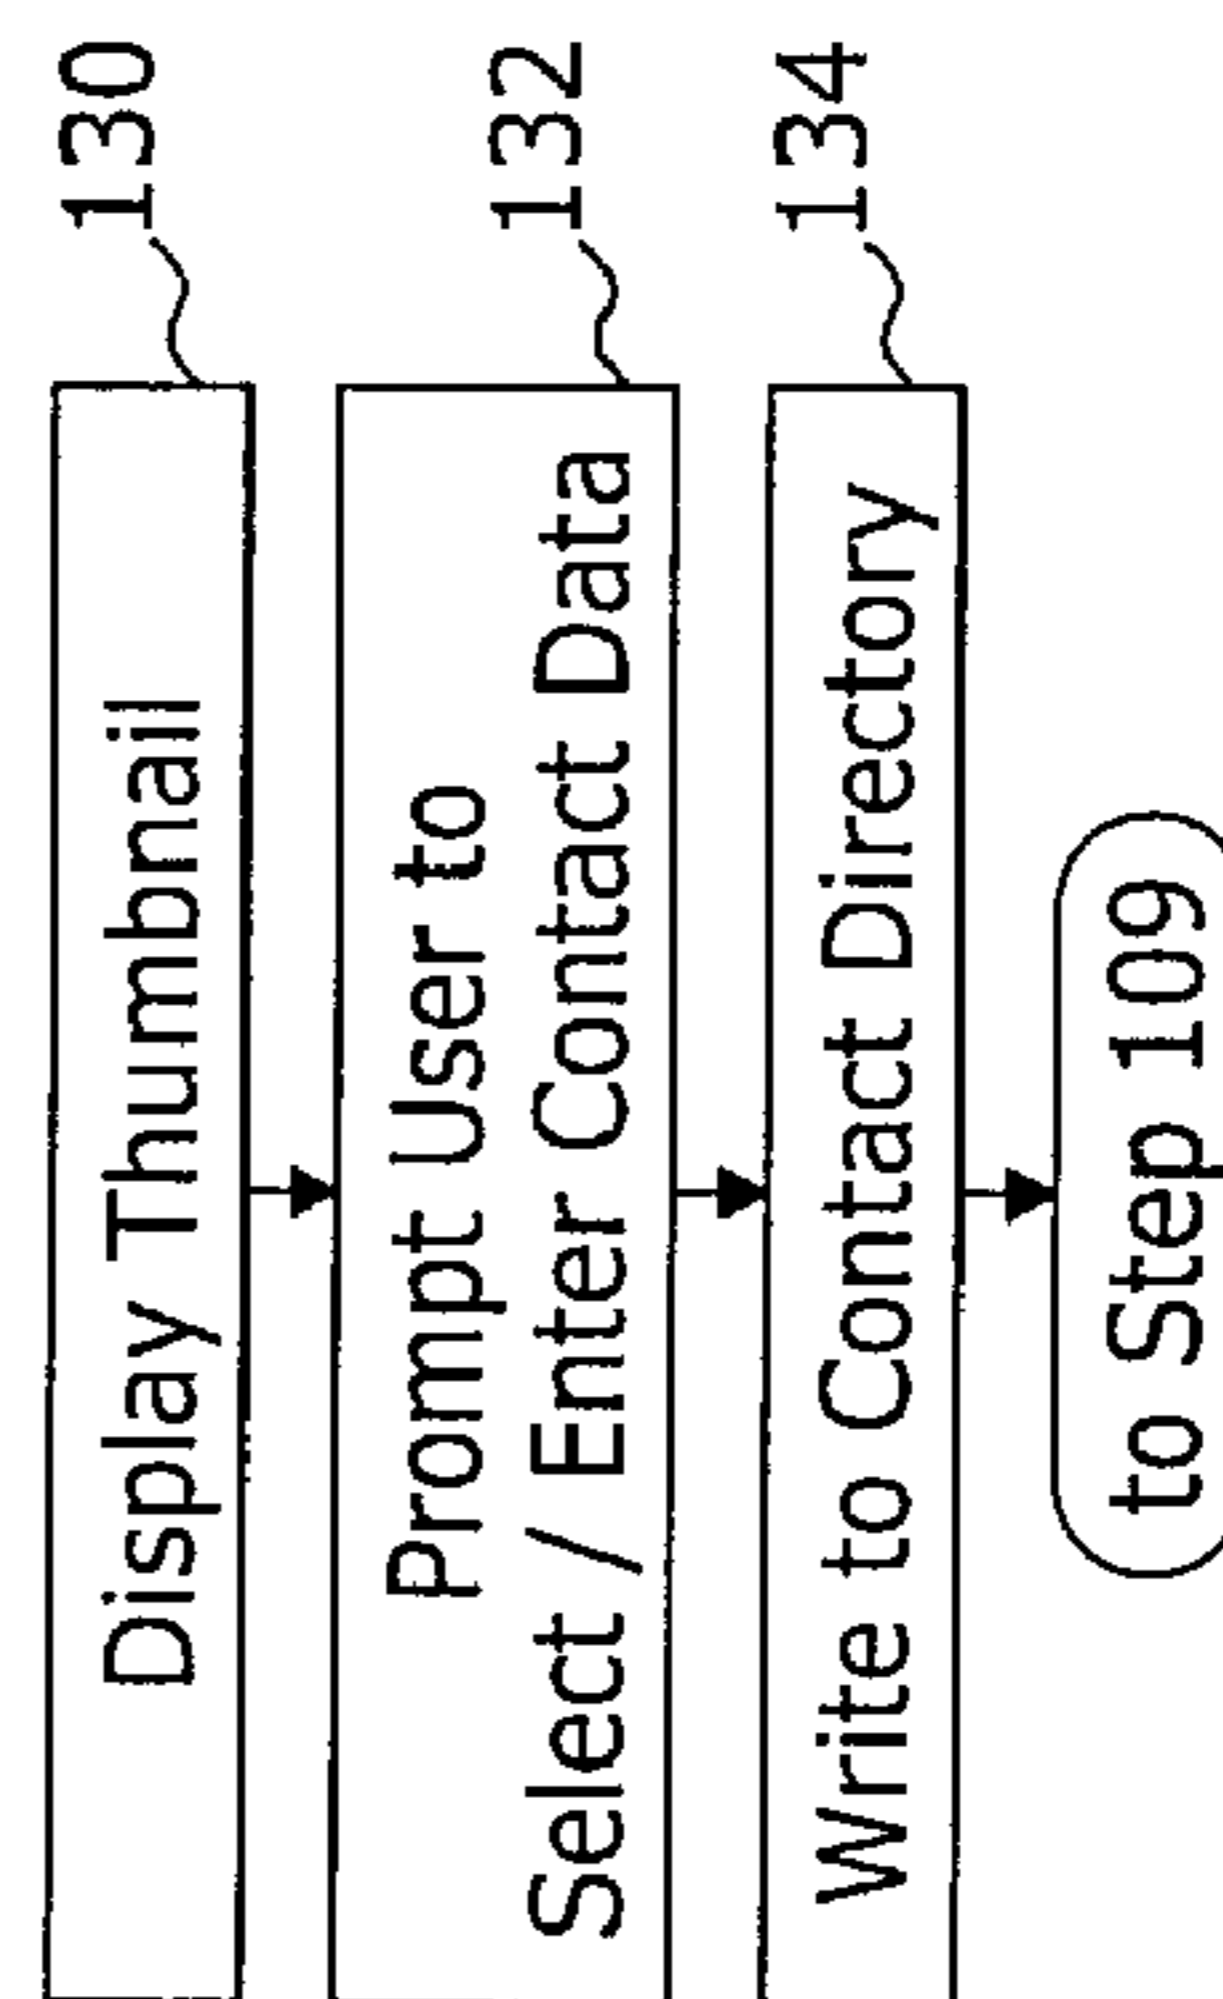 Display Thumbnail
130
Prompt User to
Select / Enter Contact Data
132
Write to Contact Directory
134
to Step 109